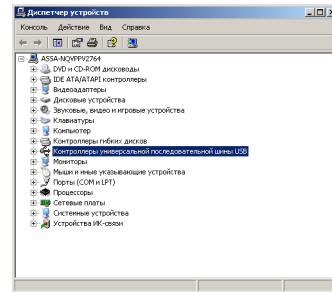 Диспетчер устройств
Консоль Действие Вид Справка
ASSA-NQVPPV2764
DVD и CD-ROM дисководы
IDE ATA/ATAPI контроллеры
Видеоадаптеры
Дисковые устройства
Звуковые, видео и игровые устройства
Клавиатуры
Компьютер
Контроллеры гибких дисков
Контроллеры универсальной последовательной шины USB
Мониторы
Мыши и иные указывающие устройства
Порты (COM и LPT)
Процессоры
Сетевые платы
Системные устройства
Устройства ИК-связи